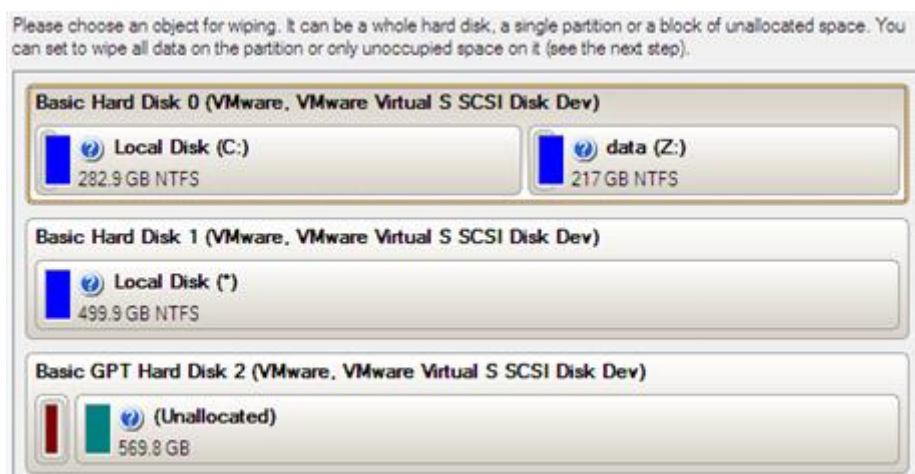 Please choose an object for wiping. It can be a whole hard disk, a single partition or a block of unallocated space. You
can set to wipe all data on the partition or only unoccupied space on it (see the next step).
Basic Hard Disk 0 (VMware, VMware Virtual S SCSI Disk Dev)
Local Disk (C:)
282.9 GB NTFS
data (Z:)
217 GB NTFS
Basic Hard Disk 1 (VMware, VMware Virtual S SCSI Disk Dev)
Local Disk (*)
499.9 GB NTFS
Basic GPT Hard Disk 2 (VMware, VMware Virtual S SCSI Disk Dev)
(Unallocated)
569.8 GB